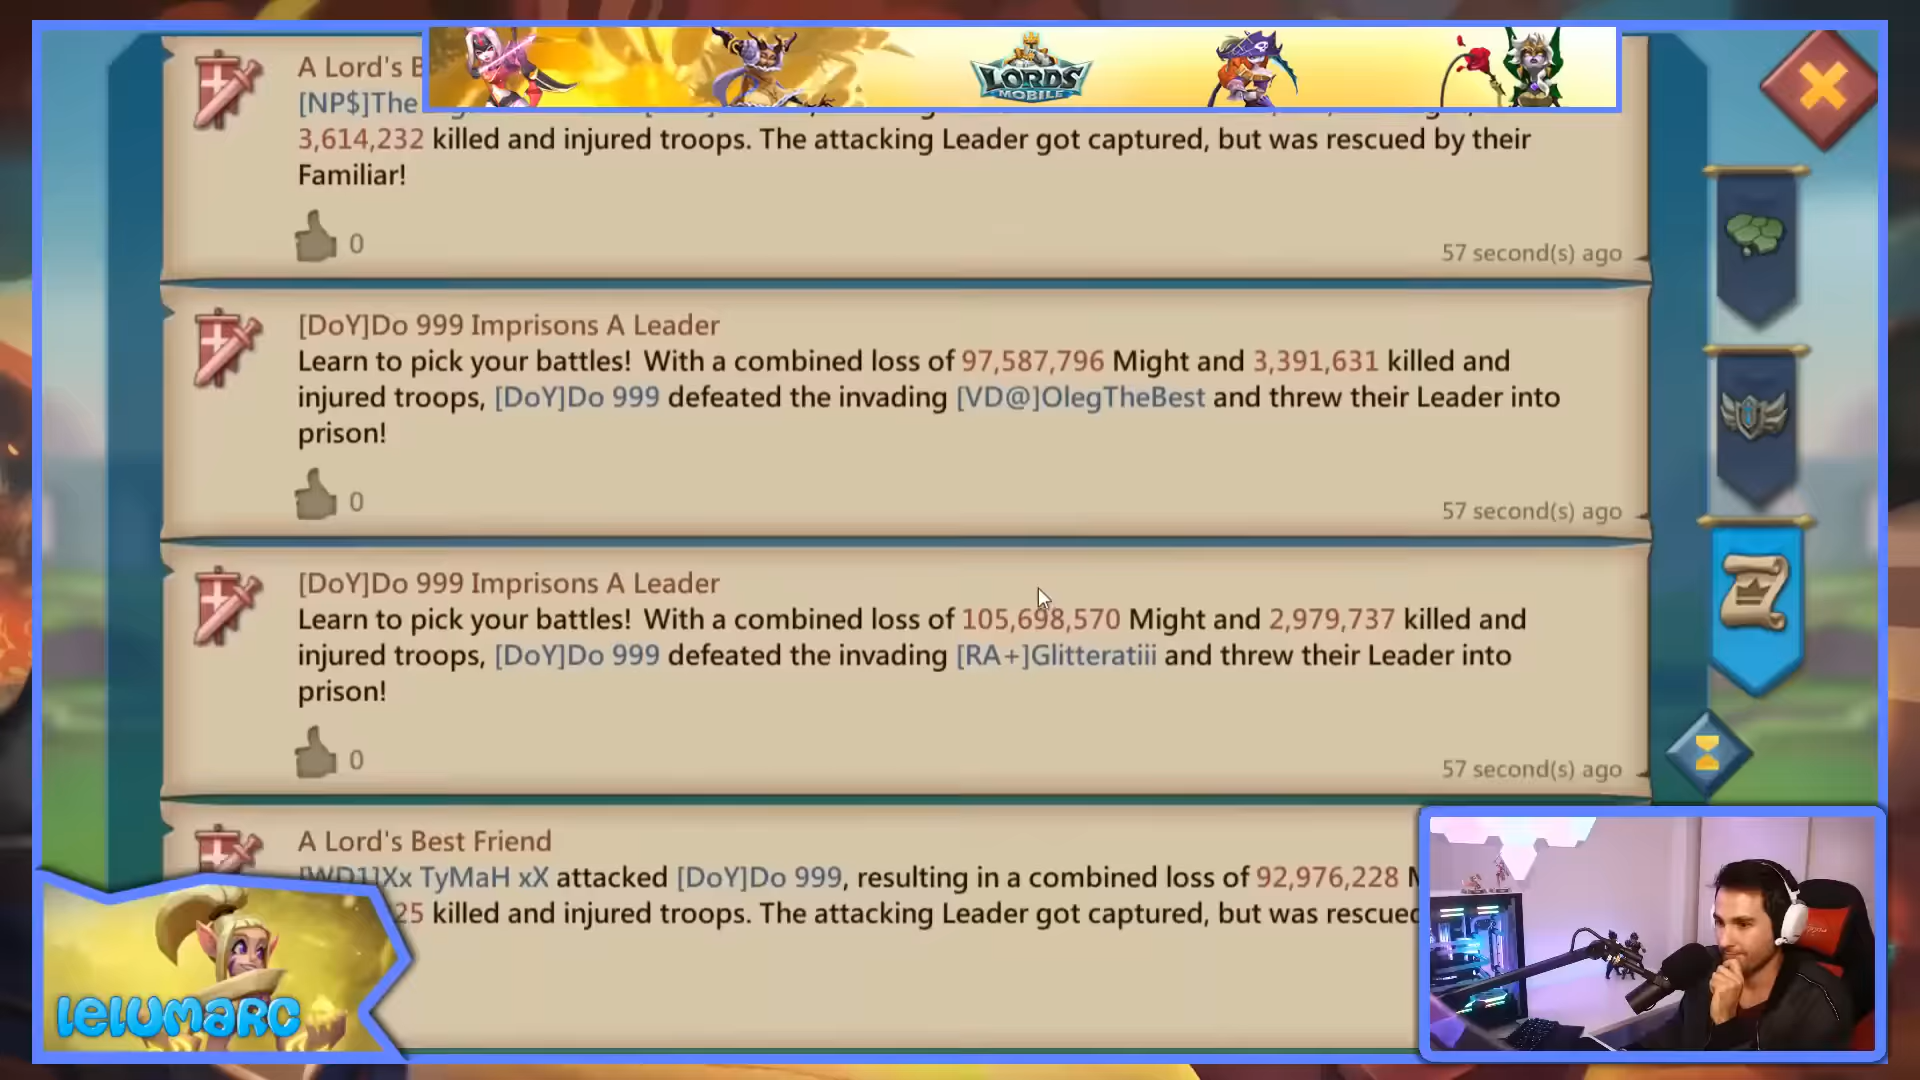 A Lord's B
[NP$]The
LORDS
MOBILE
3,614,232 killed and injured troops. The attacking Leader got captured, but was rescued by their
Familiar!
0
57 second(s) ago
[DoY]Do 999 Imprisons A Leader
Learn to pick your battles! With a combined loss of 97,587,796 Might and 3,391,631 killed and
injured troops, [DoY]Do 999 defeated the invading [VD@]OlegTheBest and threw their Leader into
prison!
0
57 second(s) ago
[DoY]Do 999 Imprisons A Leader
Learn to pick your battles! With a combined loss of 105,698,570 Might and 2,979,737 killed and
injured troops, [DoY]Do 999 defeated the invading [RA+]Glitteratiii and threw their Leader into
prison!
0
57 second(s) ago
A Lord's Best Friend
[WD1]Xx TyMaH xX attacked [DoY]Do 999, resulting in a combined loss of 92,976,228 M
25 killed and injured troops. The attacking Leader got captured, but was rescued
LELUMARC